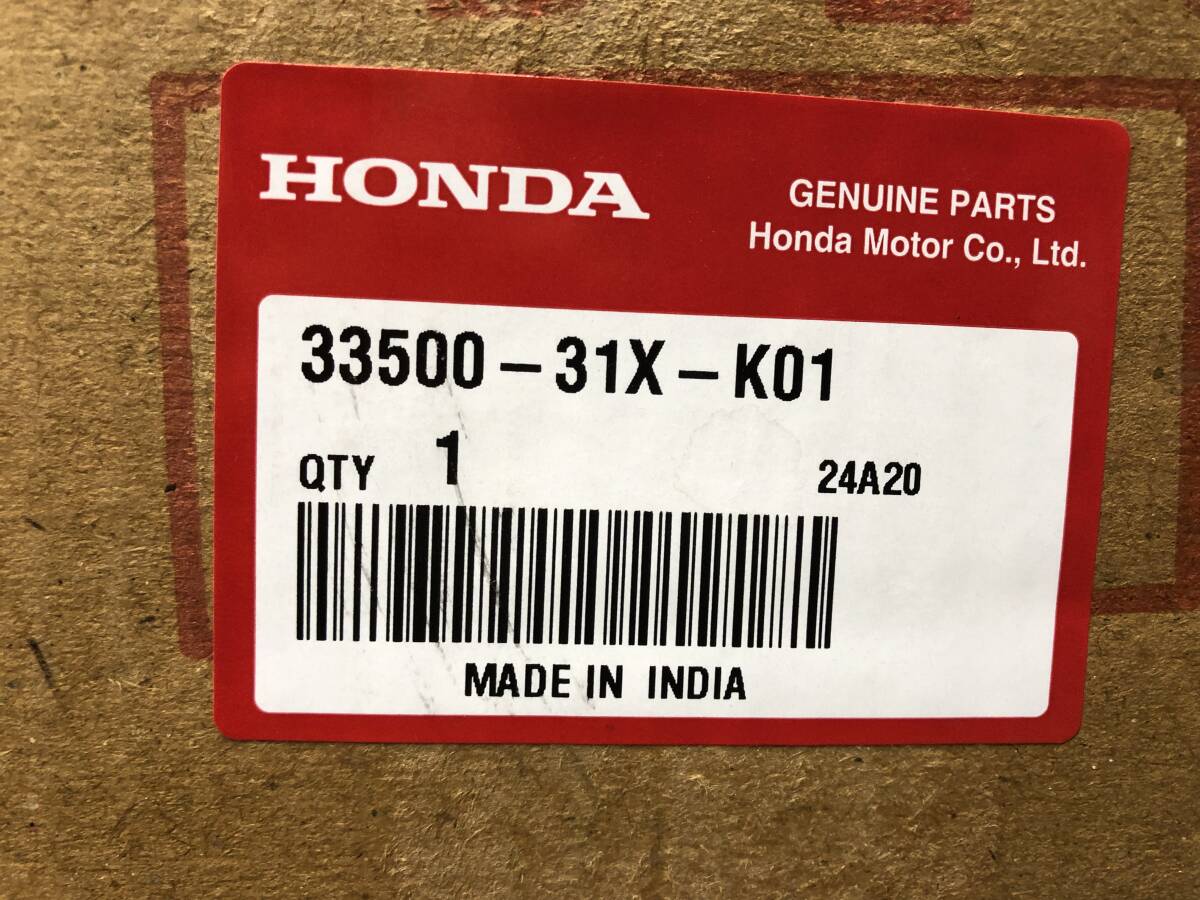 HONDA
GENUINE PARTS
Honda Motor Co., Ltd.
33500-31X-K01
QTY 1 24A20
MADE IN INDIA